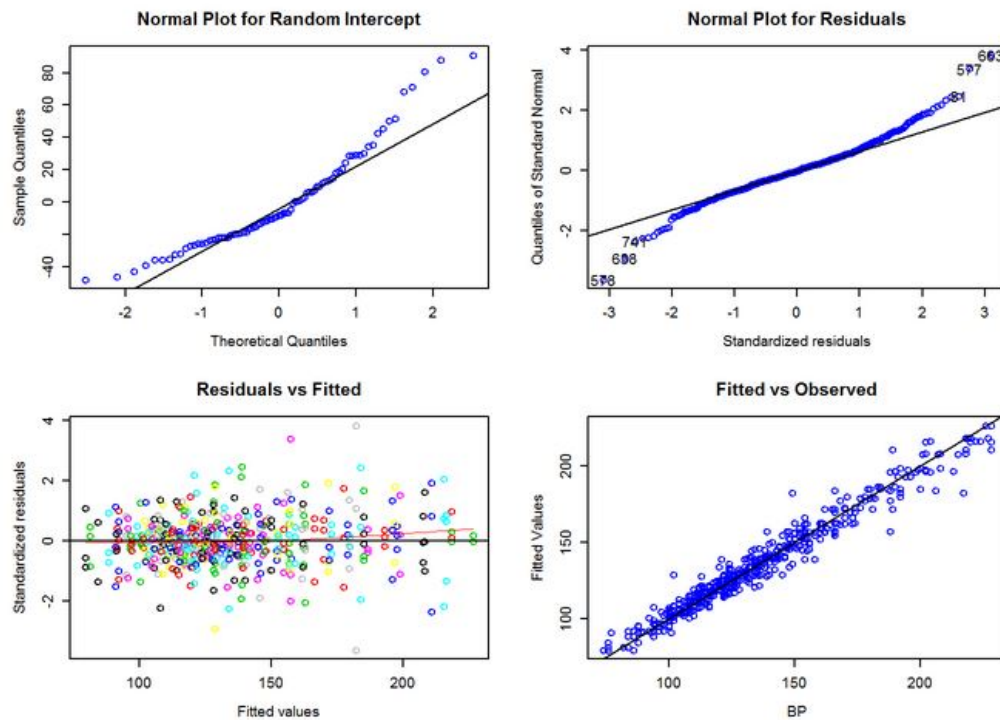 Normal Plot for Random Intercept
Sample Quantiles
80
60
40
20
0
-40
-2 -1 0 1 2
Theoretical Quantiles
Normal Plot for Residuals
Quantiles of Standard Normal
4
2
0
-2
663
577
51
741
608
578
-3 -2 -1 0 1 2 3
Standardized residuals
Residuals vs Fitted
Standardized residuals
4
2
0
-2
100 150 200
Fitted values
Fitted vs Observed
Fitted Values
200
150
100
100 150 200
BP